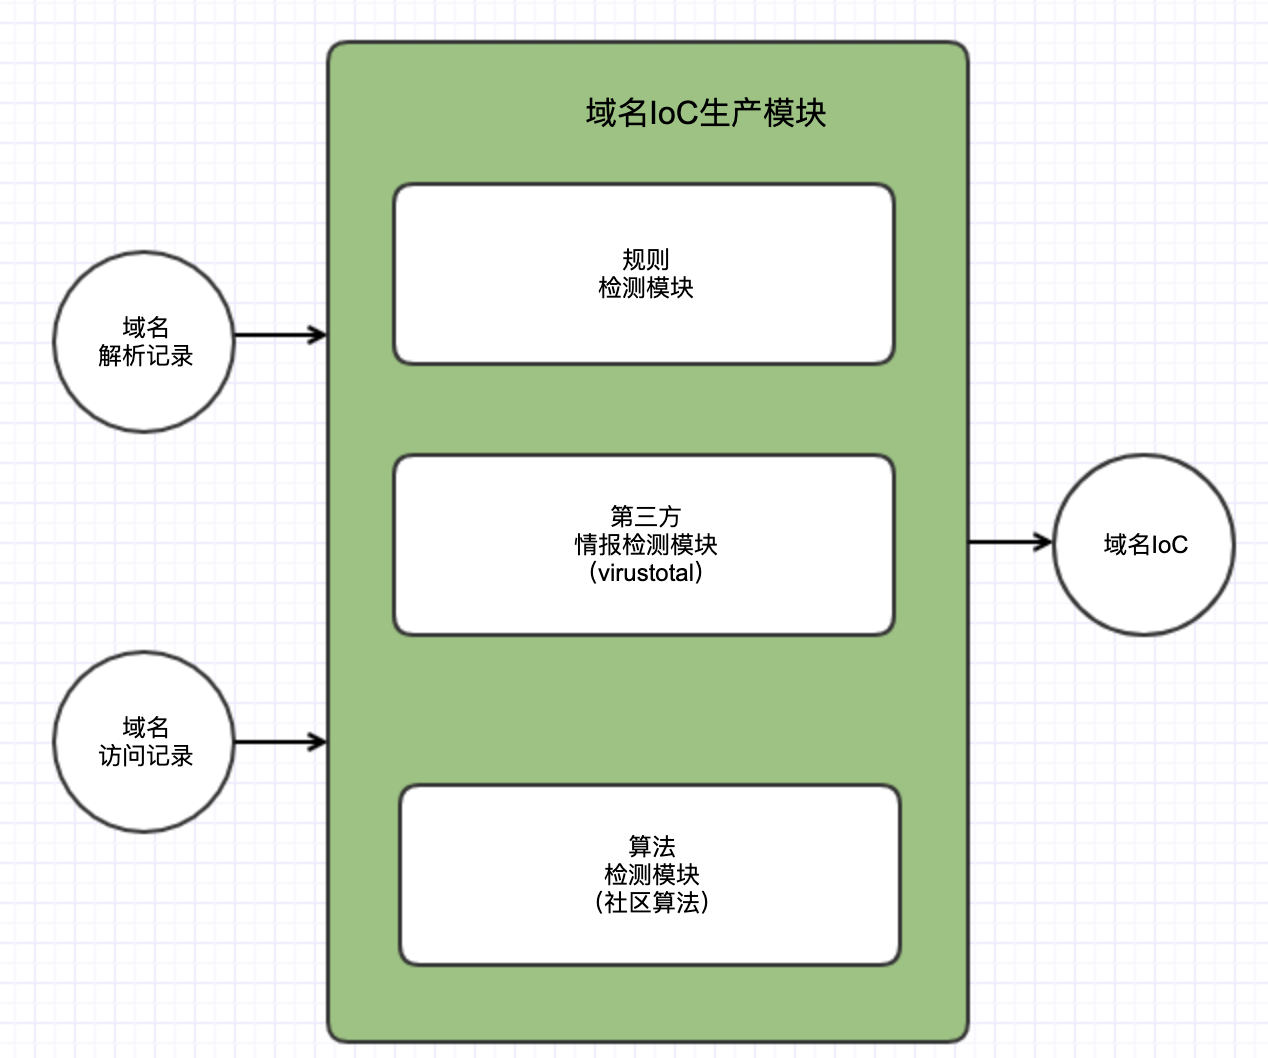 域名IoC生产模块
规则
检测模块
域名
解析记录
第三方
情报检测模块
（virustotal）
域名IoC
域名
访问记录
算法
检测模块
（社区算法）